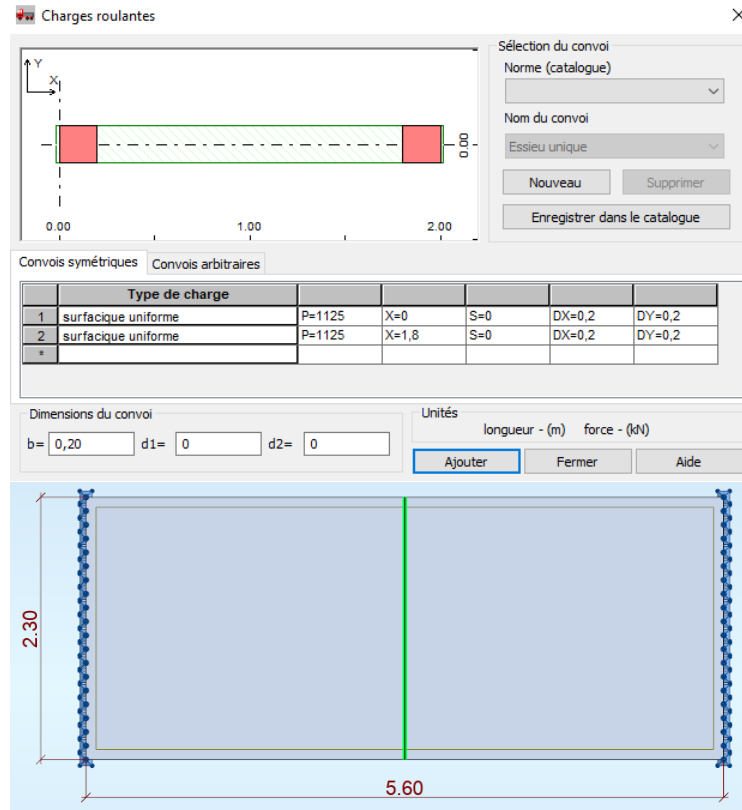 Charges roulantes
Sélection du convoi
Norme (catalogue)
Nom du convoi
Essieu unique
Nouveau Supprimer
Enregistrer dans le catalogue
Y
X
0.00
0.00 1.00 2.00
Convois symétriques Convois arbitraires
Type de charge
1 surfacique uniforme P=1125 X=0 S=0 DX=0,2 DY=0,2
2 surfacique uniforme P=1125 X=1,8 S=0 DX=0,2 DY=0,2
*
Dimensions du convoi
b= 0,20 d1= 0 d2= 0
Unités
longueur - (m) force - (kN)
Ajouter Fermer Aide
2.30
5.60